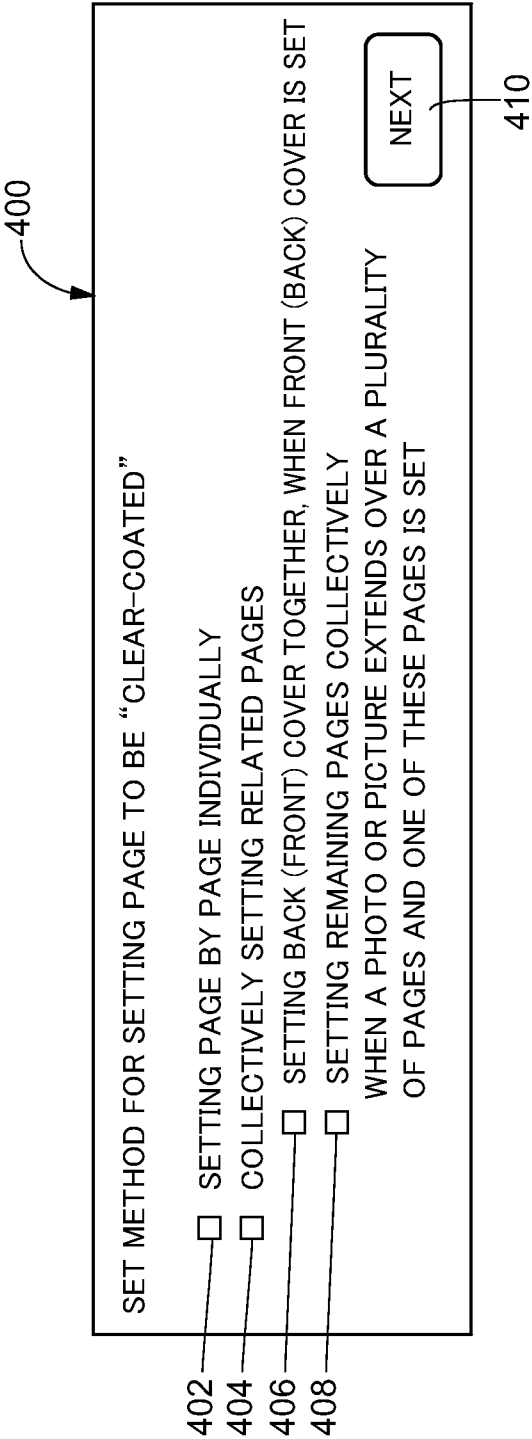 400
SET METHOD FOR SETTING PAGE TO BE “CLEAR-COATED”
402
SETTING PAGE BY PAGE INDIVIDUALLY
404
COLLECTIVELY SETTING RELATED PAGES
406
SETTING BACK (FRONT) COVER TOGETHER, WHEN FRONT (BACK) COVER IS SET
408
SETTING REMAINING PAGES COLLECTIVELY
WHEN A PHOTO OR PICTURE EXTENDS OVER A PLURALITY
OF PAGES AND ONE OF THESE PAGES IS SET
NEXT
410